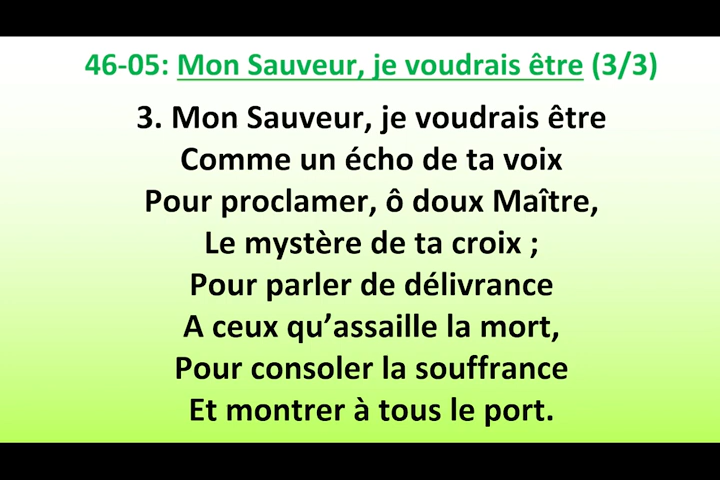 46-05: Mon Sauveur, je voudrais être (3/3)
3. Mon Sauveur, je voudrais être
Comme un écho de ta voix
Pour proclamer, ô doux Maître,
Le mystère de ta croix ;
Pour parler de délivrance
A ceux qu’assaille la mort,
Pour consoler la souffrance
Et montrer à tous le port.